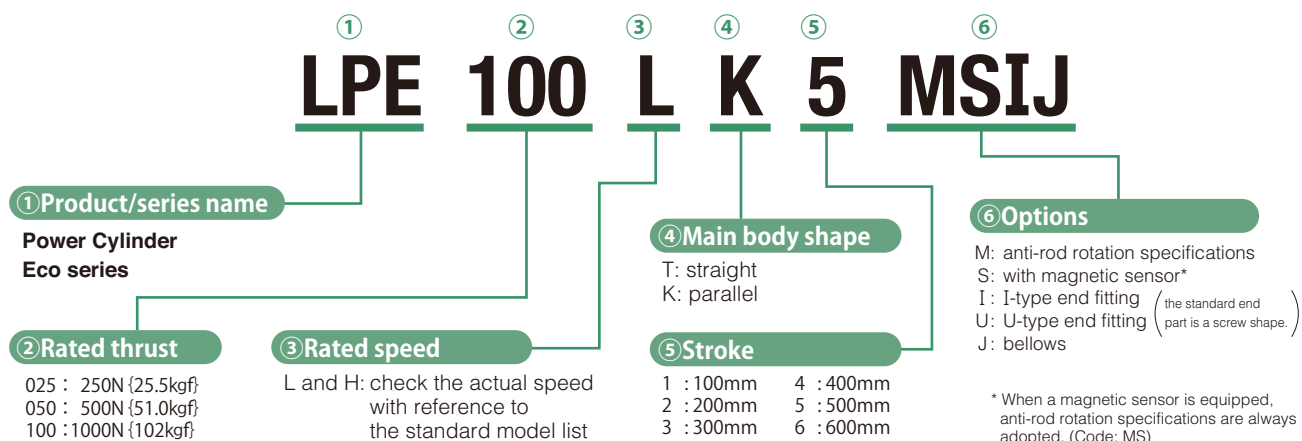 ① ② ③ ④ ⑤ ⑥
LPE 100 L K 5 MSIJ
①Product/series name
Power Cylinder
Eco series
②Rated thrust
025 : 250N {25.5kgf}
050 : 500N {51.0kgf}
100 : 1000N {102kgf}
③Rated speed
L and H: check the actual speed
with reference to
the standard model list
④Main body shape
T: straight
K: parallel
⑤Stroke
1 : 100mm 4 : 400mm
2 : 200mm 5 : 500mm
3 : 300mm 6 : 600mm
⑥Options
M: anti-rod rotation specifications
S: with magnetic sensor*
I : I-type end fitting
U: U-type end fitting
(the standard end
part is a screw shape.)
J: bellows
* When a magnetic sensor is equipped,
anti-rod rotation specifications are always
adopted. (Code: MS)